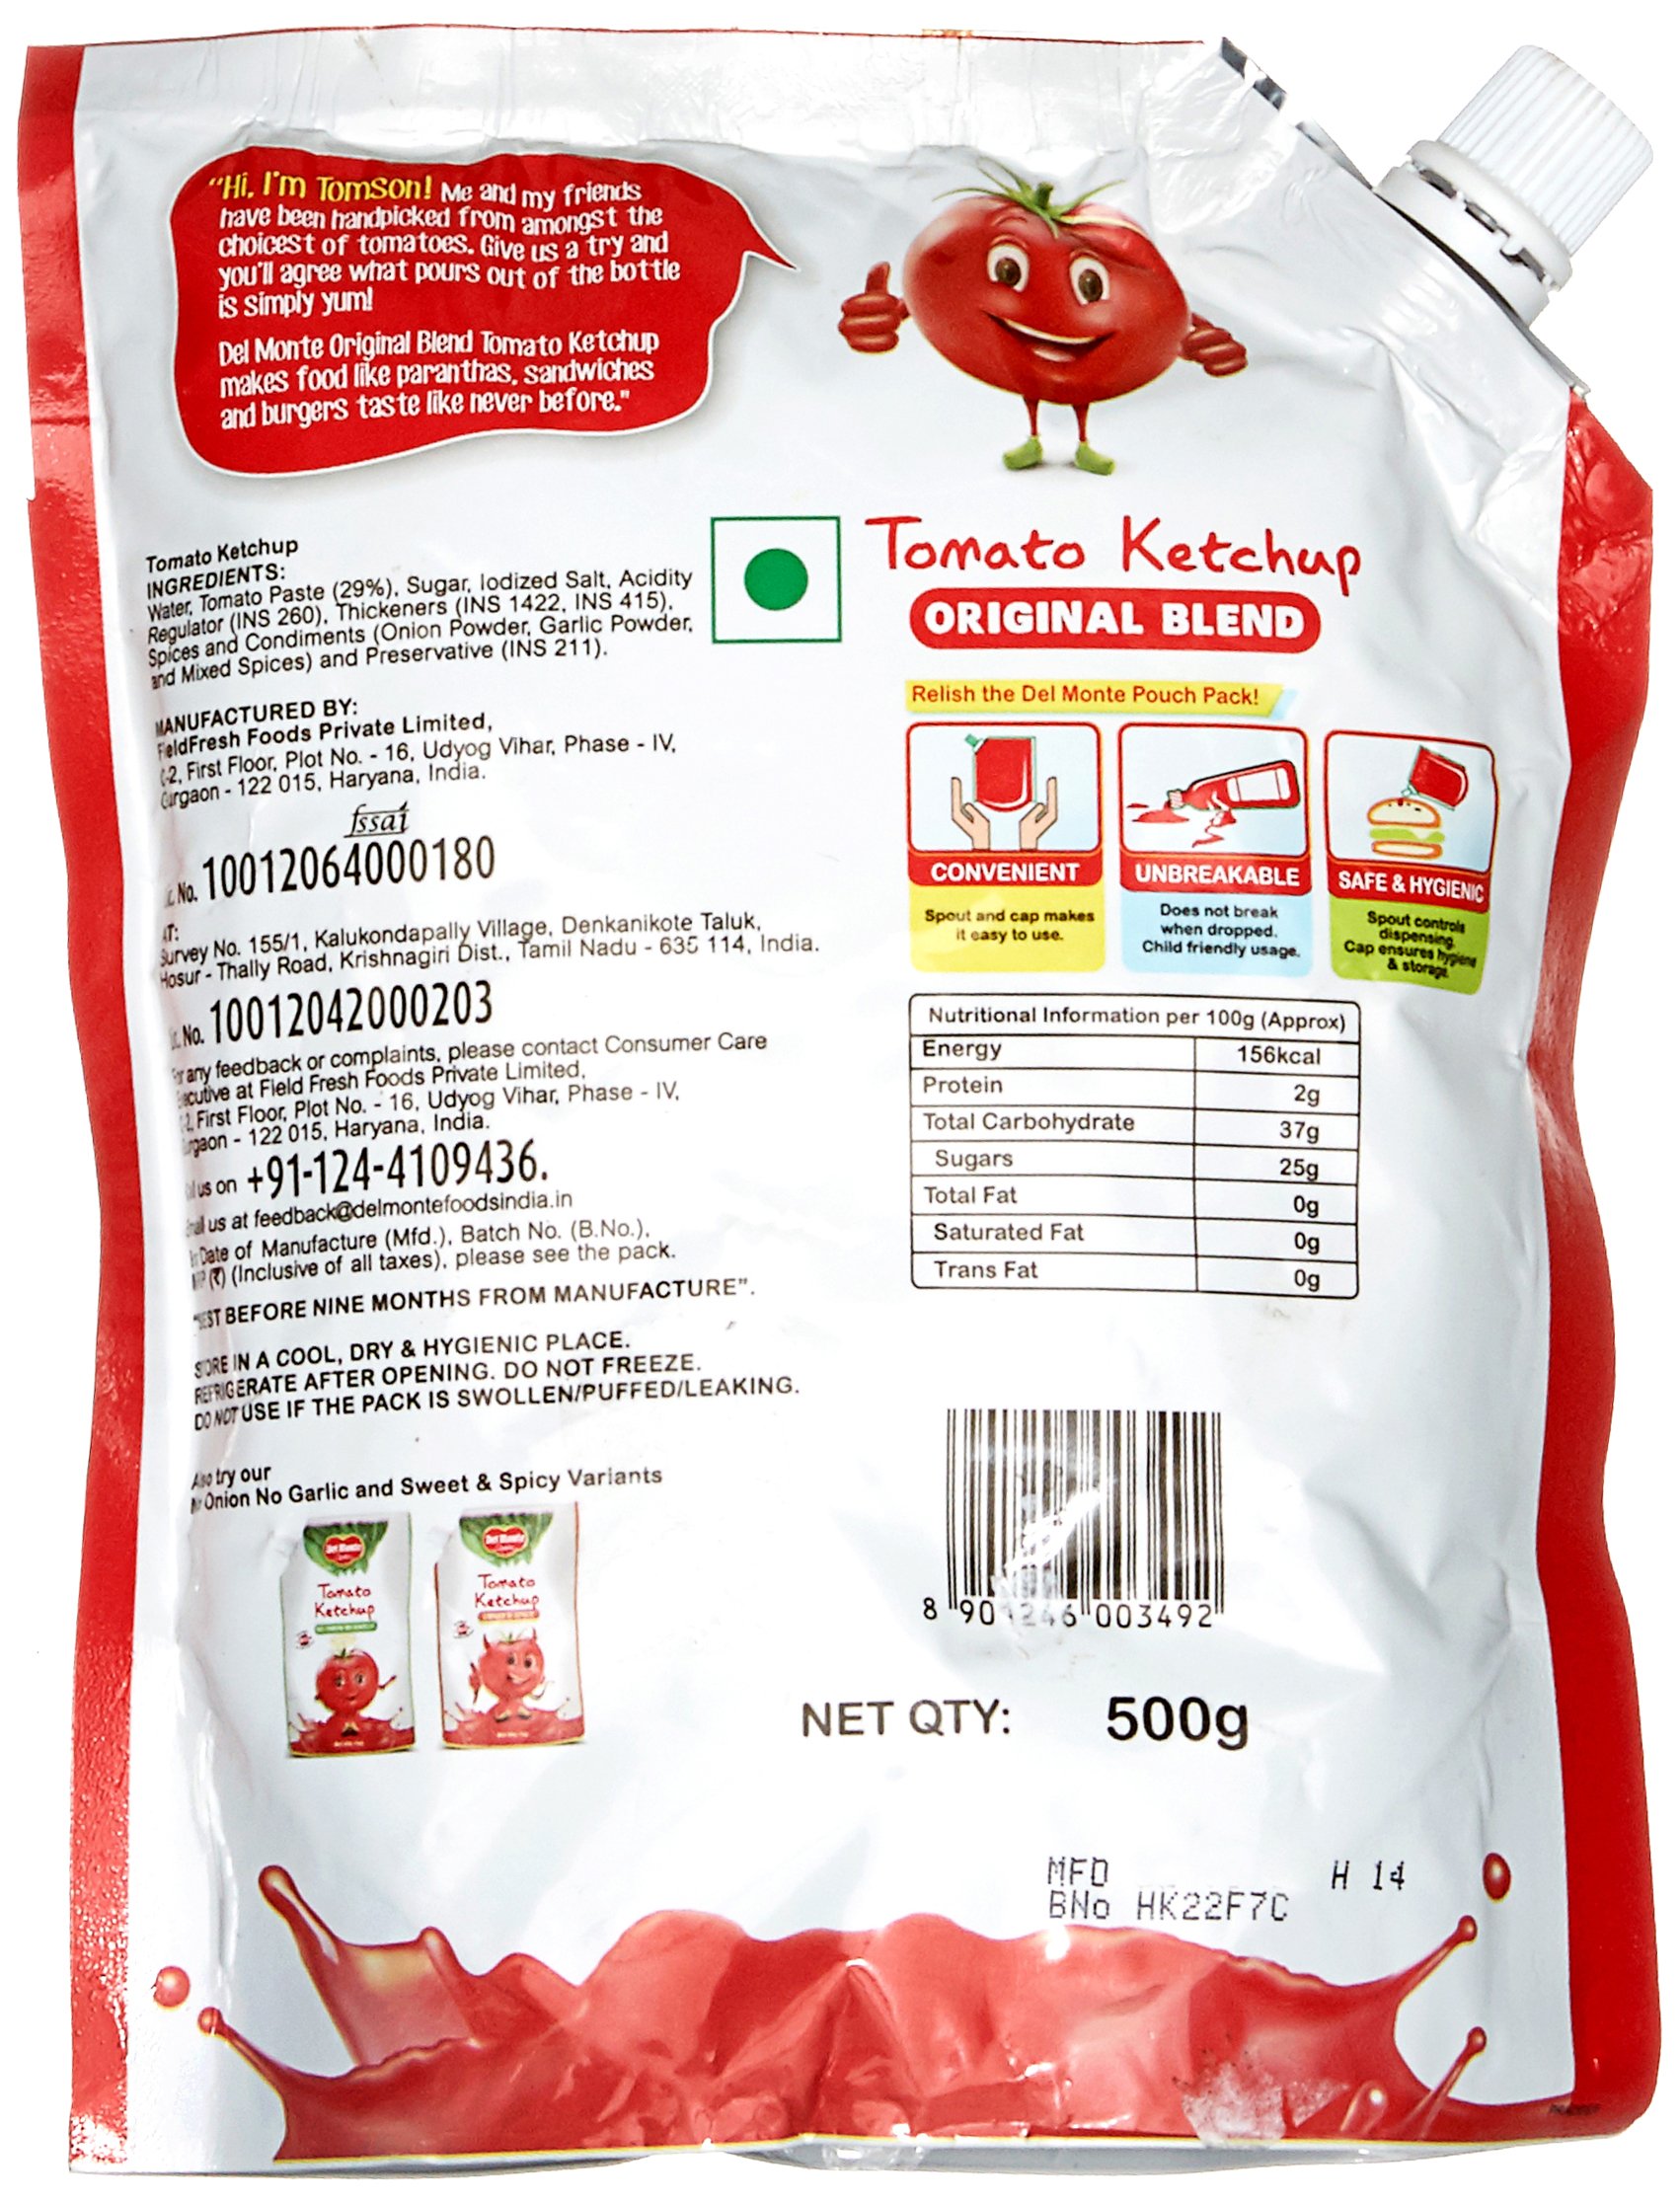 "Hi, I'm Tomson! Me and my friends
have been handpicked from amongst the
choicest of tomatoes. Give us a try and
you'll agree what pours out of the bottle
is simply yum!
Del Monte Original Blend Tomato Ketchup
makes food like paranthas, sandwiches
and burgers taste like never before."
Tomato Ketchup
INGREDIENTS:
Water, Tomato Paste (29%), Sugar, Iodized Salt, Acidity
Regulator (INS 260), Thickeners (INS 1422, INS 415),
Spices and Condiments (Onion Powder, Garlic Powder,
and Mixed Spices) and Preservative (INS 211).
MANUFACTURED BY:
FieldFresh Foods Private Limited,
C-2, First Floor, Plot No. - 16, Udyog Vihar, Phase - IV,
Gurgaon - 122 015, Haryana, India.
fssai
No. 10012064000180
AT:
Survey No. 155/1, Kalukondapally Village, Denkanikote Taluk,
Hosur - Thally Road, Krishnagiri Dist., Tamil Nadu - 635 114, India.
No. 10012042000203
any feedback or complaints, please contact Consumer Care
at Field Fresh Foods Private Limited,
First Floor, Plot No. - 16, Udyog Vihar, Phase - IV,
- 122 015, Haryana, India.
us on +91-124-4109436.
us at feedback@delmontefoodsindia.in
Date of Manufacture (Mfd.), Batch No. (B.No.),
(₹) (Inclusive of all taxes), please see the pack.
"BEST BEFORE NINE MONTHS FROM MANUFACTURE".
STORE IN A COOL, DRY & HYGIENIC PLACE.
REFRIGERATE AFTER OPENING. DO NOT FREEZE.
DO NOT USE IF THE PACK IS SWOLLEN/PUFFED/LEAKING.
Also try our
Onion No Garlic and Sweet & Spicy Variants
Del Monte
Tomato
Ketchup
Del Monte
Tomato
Ketchup
Tomato Ketchup
ORIGINAL BLEND
Relish the Del Monte Pouch Pack!
CONVENIENT
Spout and cap makes
it easy to use.
UNBREAKABLE
Does not break
when dropped.
Child friendly usage.
SAFE & HYGIENIC
Spout controls
dispensing.
Cap ensures hygiene
& storage.
Nutritional Information per 100g (Approx)
Energy 156kcal
Protein 2g
Total Carbohydrate 37g
Sugars 25g
Total Fat 0g
Saturated Fat 0g
Trans Fat 0g
8 901246 003492
NET QTY: 500g
MFD H 14
BNo HK22F7C